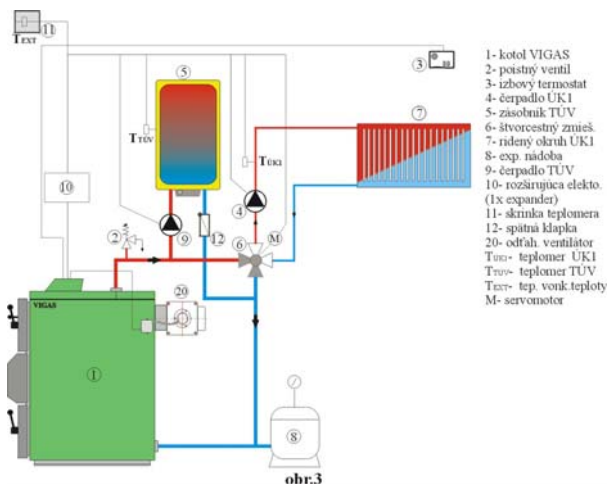 TEXT
11
5
3
7
TTÚV
TÚK1
10
4
2
9
12
6
M
20
VIGAS
1
8
1- kotol VIGAS
2- poistný ventil
3- izbový termostat
4- čerpadlo ÚK1
5- zásobník TÚV
6- štvorcestný zmieš.
7- ridený okruh ÚK1
8- exp. nádoba
9- čerpadlo TÚV
10- rozširujúca elekto.
(1x expander)
11- skrinka teplomera
12- spätná klapka
20- odťah. ventilátor
TÚK1- teplomer ÚK1
TTÚV- teplomer TÚV
TEXT- tep. vonk.teploty
M- servomotor
obr.3